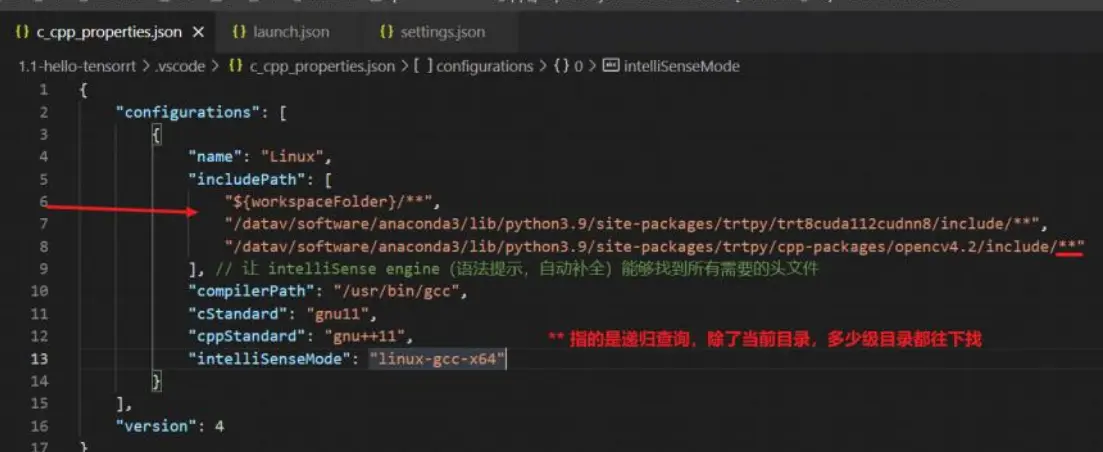 c_cpp_properties.json × launch.json settings.json
1.1-hello-tensorrt > .vscode > {} c_cpp_properties.json > [ ] configurations > {} 0 > intelliSenseMode
1 {
2 "configurations": [
3 {
4 "name": "Linux",
5 "includePath": [
6 "${workspaceFolder}/**",
7 "/datav/software/anaconda3/lib/python3.9/site-packages/trtpy/trt8cuda112cudnn8/include/**",
8 "/datav/software/anaconda3/lib/python3.9/site-packages/trtpy/cpp-packages/opencv4.2/include/**"
9 ], // 让 intelliSense engine（语法提示，自动补全）能够找到所有需要的头文件
10 "compilerPath": "/usr/bin/gcc",
11 "cStandard": "gnu11",
12 "cppStandard": "gnu++11",
** 指的是递归查询，除了当前目录，多少级目录都往下找
13 "intelliSenseMode": "linux-gcc-x64"
14 }
15 ],
16 "version": 4
17 }